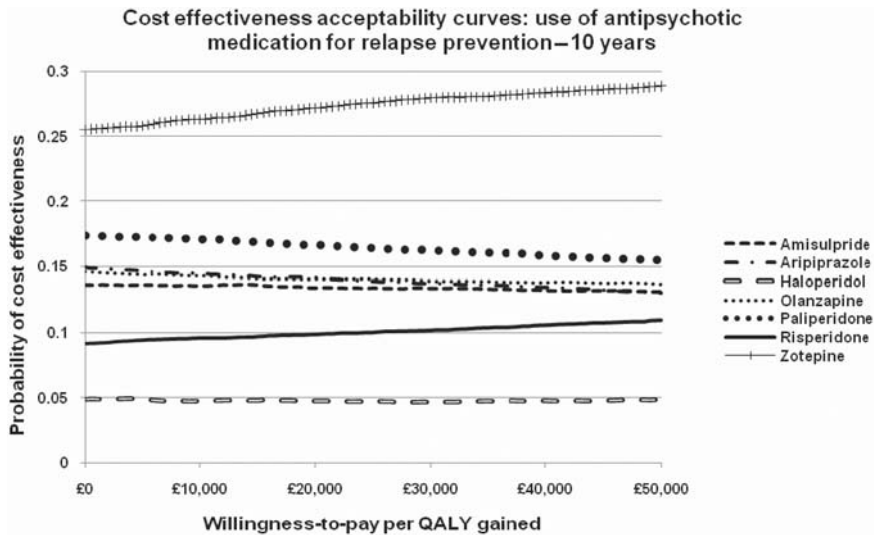 Cost effectiveness acceptability curves: use of antipsychotic
medication for relapse prevention–10 years
Probability of cost effectiveness
0.3
0.25
0.2
0.15
0.1
0.05
0
£0
£10,000
£20,000
£30,000
£40,000
£50,000
Willingness-to-pay per QALY gained
Amisulpride
Aripiprazole
Haloperidol
Olanzapine
Paliperidone
Risperidone
Zotepine